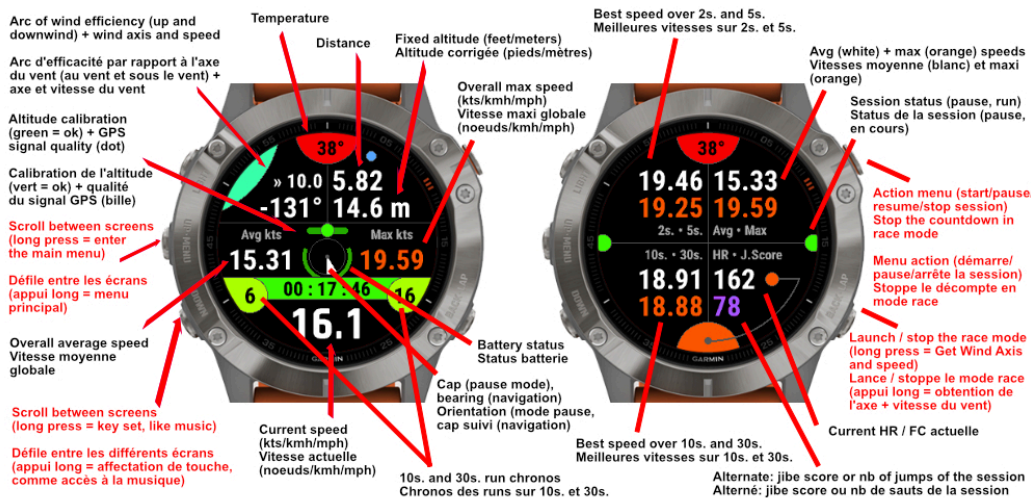 Arc of wind efficiency (up and
downwind) + wind axis and speed
Arc d'efficacité par rapport à l'axe
du vent (au vent et sous le vent) +
axe et vitesse du vent
Altitude calibration
(green = ok) + GPS
signal quality (dot)
Calibration de l'altitude
(vert = ok) + qualité
du signal GPS (bille)
Scroll between screens
(long press = enter
the main menu)
Défile entre les écrans
(appui long = menu
principal)
Overall average speed
Vitesse moyenne
globale
Scroll between screens
(long press = key set, like music)
Défile entre les différents écrans
(appui long = affectation de touche,
comme accès à la musique)
Temperature
Distance
Fixed altitude (feet/meters)
Altitude corrigée (pieds/mètres)
Overall max speed
(kts/kmh/mph)
Vitesse maxi globale
(noeuds/kmh/mph)
38°
» 10.0 5.82
-131° 14.6 m
Avg kts Max kts
15.31 19.59
6 00:17:46 16
16.1
GARMIN
UP·MENU
DOWN
45
15
Battery status
Status batterie
Cap (pause mode),
bearing (navigation)
Orientation (mode pause,
cap suivi (navigation)
Current speed
(kts/kmh/mph)
Vitesse actuelle
(noeuds/kmh/mph)
10s. and 30s. run chronos
Chronos des runs sur 10s. et 30s.
Best speed over 2s. and 5s.
Meilleures vitesses sur 2s. et 5s.
Avg (white) + max (orange) speeds
Vitesses moyenne (blanc) et maxi
(orange)
Session status (pause, run)
Status de la session (pause,
en cours)
38°
19.46 15.33
19.25 19.59
2s. • 5s. Avg • Max
10s. • 30s. HR • J.Score
18.91 162
18.88 78
GARMIN
UP·MENU
DOWN
45
15
Action menu (start/pause
resume/stop session)
Stop the countdown in
race mode
Menu action (démarre/
pause/arrête la session)
Stoppe le décompte en
mode race
Launch / stop the race mode
(long press = Get Wind Axis
and speed)
Lance / stoppe le mode race
(appui long = obtention de
l'axe + vitesse du vent)
Current HR / FC actuelle
Best speed over 10s. and 30s.
Meilleures vitesses sur 10s. et 30s.
Alternate: jibe score or nb of jumps of the session
Alterné: jibe score ou nb de sauts de la session